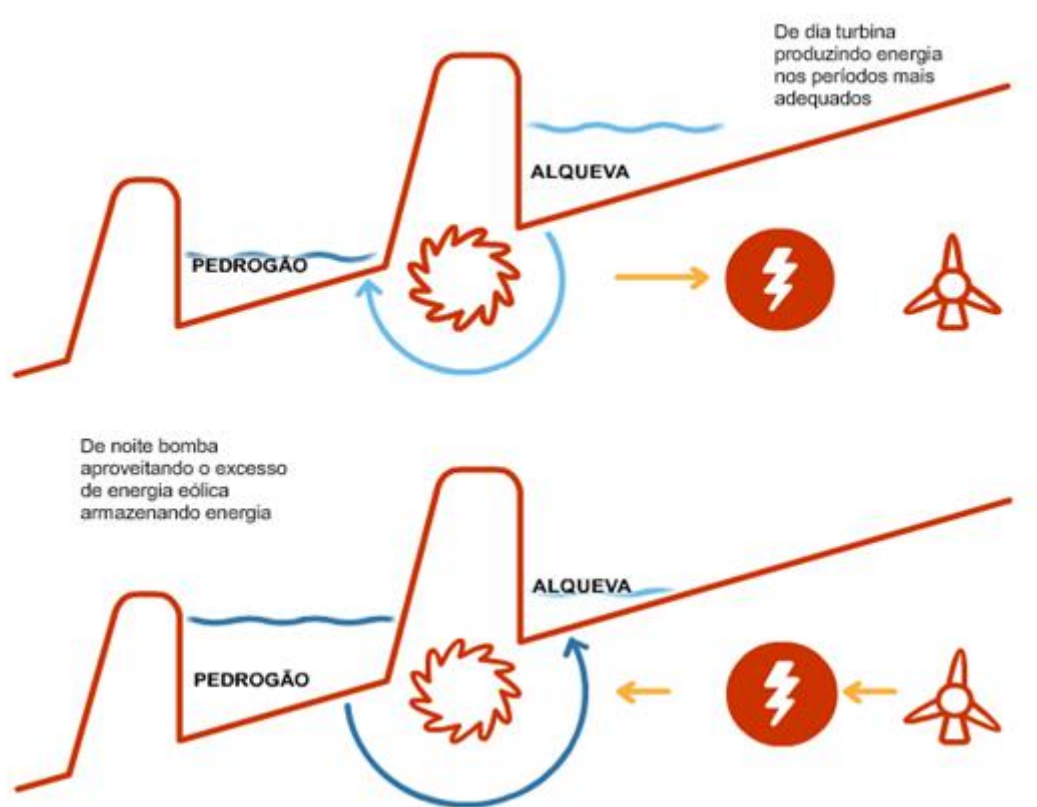 De dia turbina
produzindo energia
nos períodos mais
adequados
ALQUEVA
PEDROGÃO
De noite bomba
aproveitando o excesso
de energia eólica
armazenando energia
ALQUEVA
PEDROGÃO